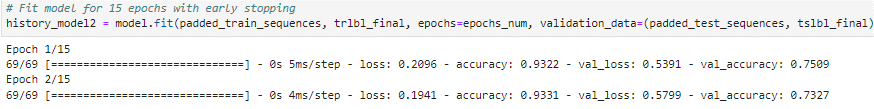 # Fit model for 15 epochs with early stopping
history_model2 = model.fit(padded_train_sequences, trlbl_final, epochs=epochs_num, validation_data=(padded_test_sequences, tslbl_final)
Epoch 1/15
69/69 [==============================] - 0s 5ms/step - loss: 0.2096 - accuracy: 0.9322 - val_loss: 0.5391 - val_accuracy: 0.7509
Epoch 2/15
69/69 [==============================] - 0s 4ms/step - loss: 0.1941 - accuracy: 0.9331 - val_loss: 0.5799 - val_accuracy: 0.7327